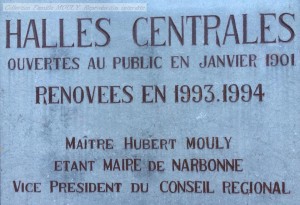 HALLES CENTRALES
OUVERTES AU PUBLIC EN JANVIER 1901
RENOVEES EN 1993.1994
MAÎTRE HUBERT MOULY
ETANT MAIRE DE NARBONNE
VICE PRESIDENT DU CONSEIL REGIONAL